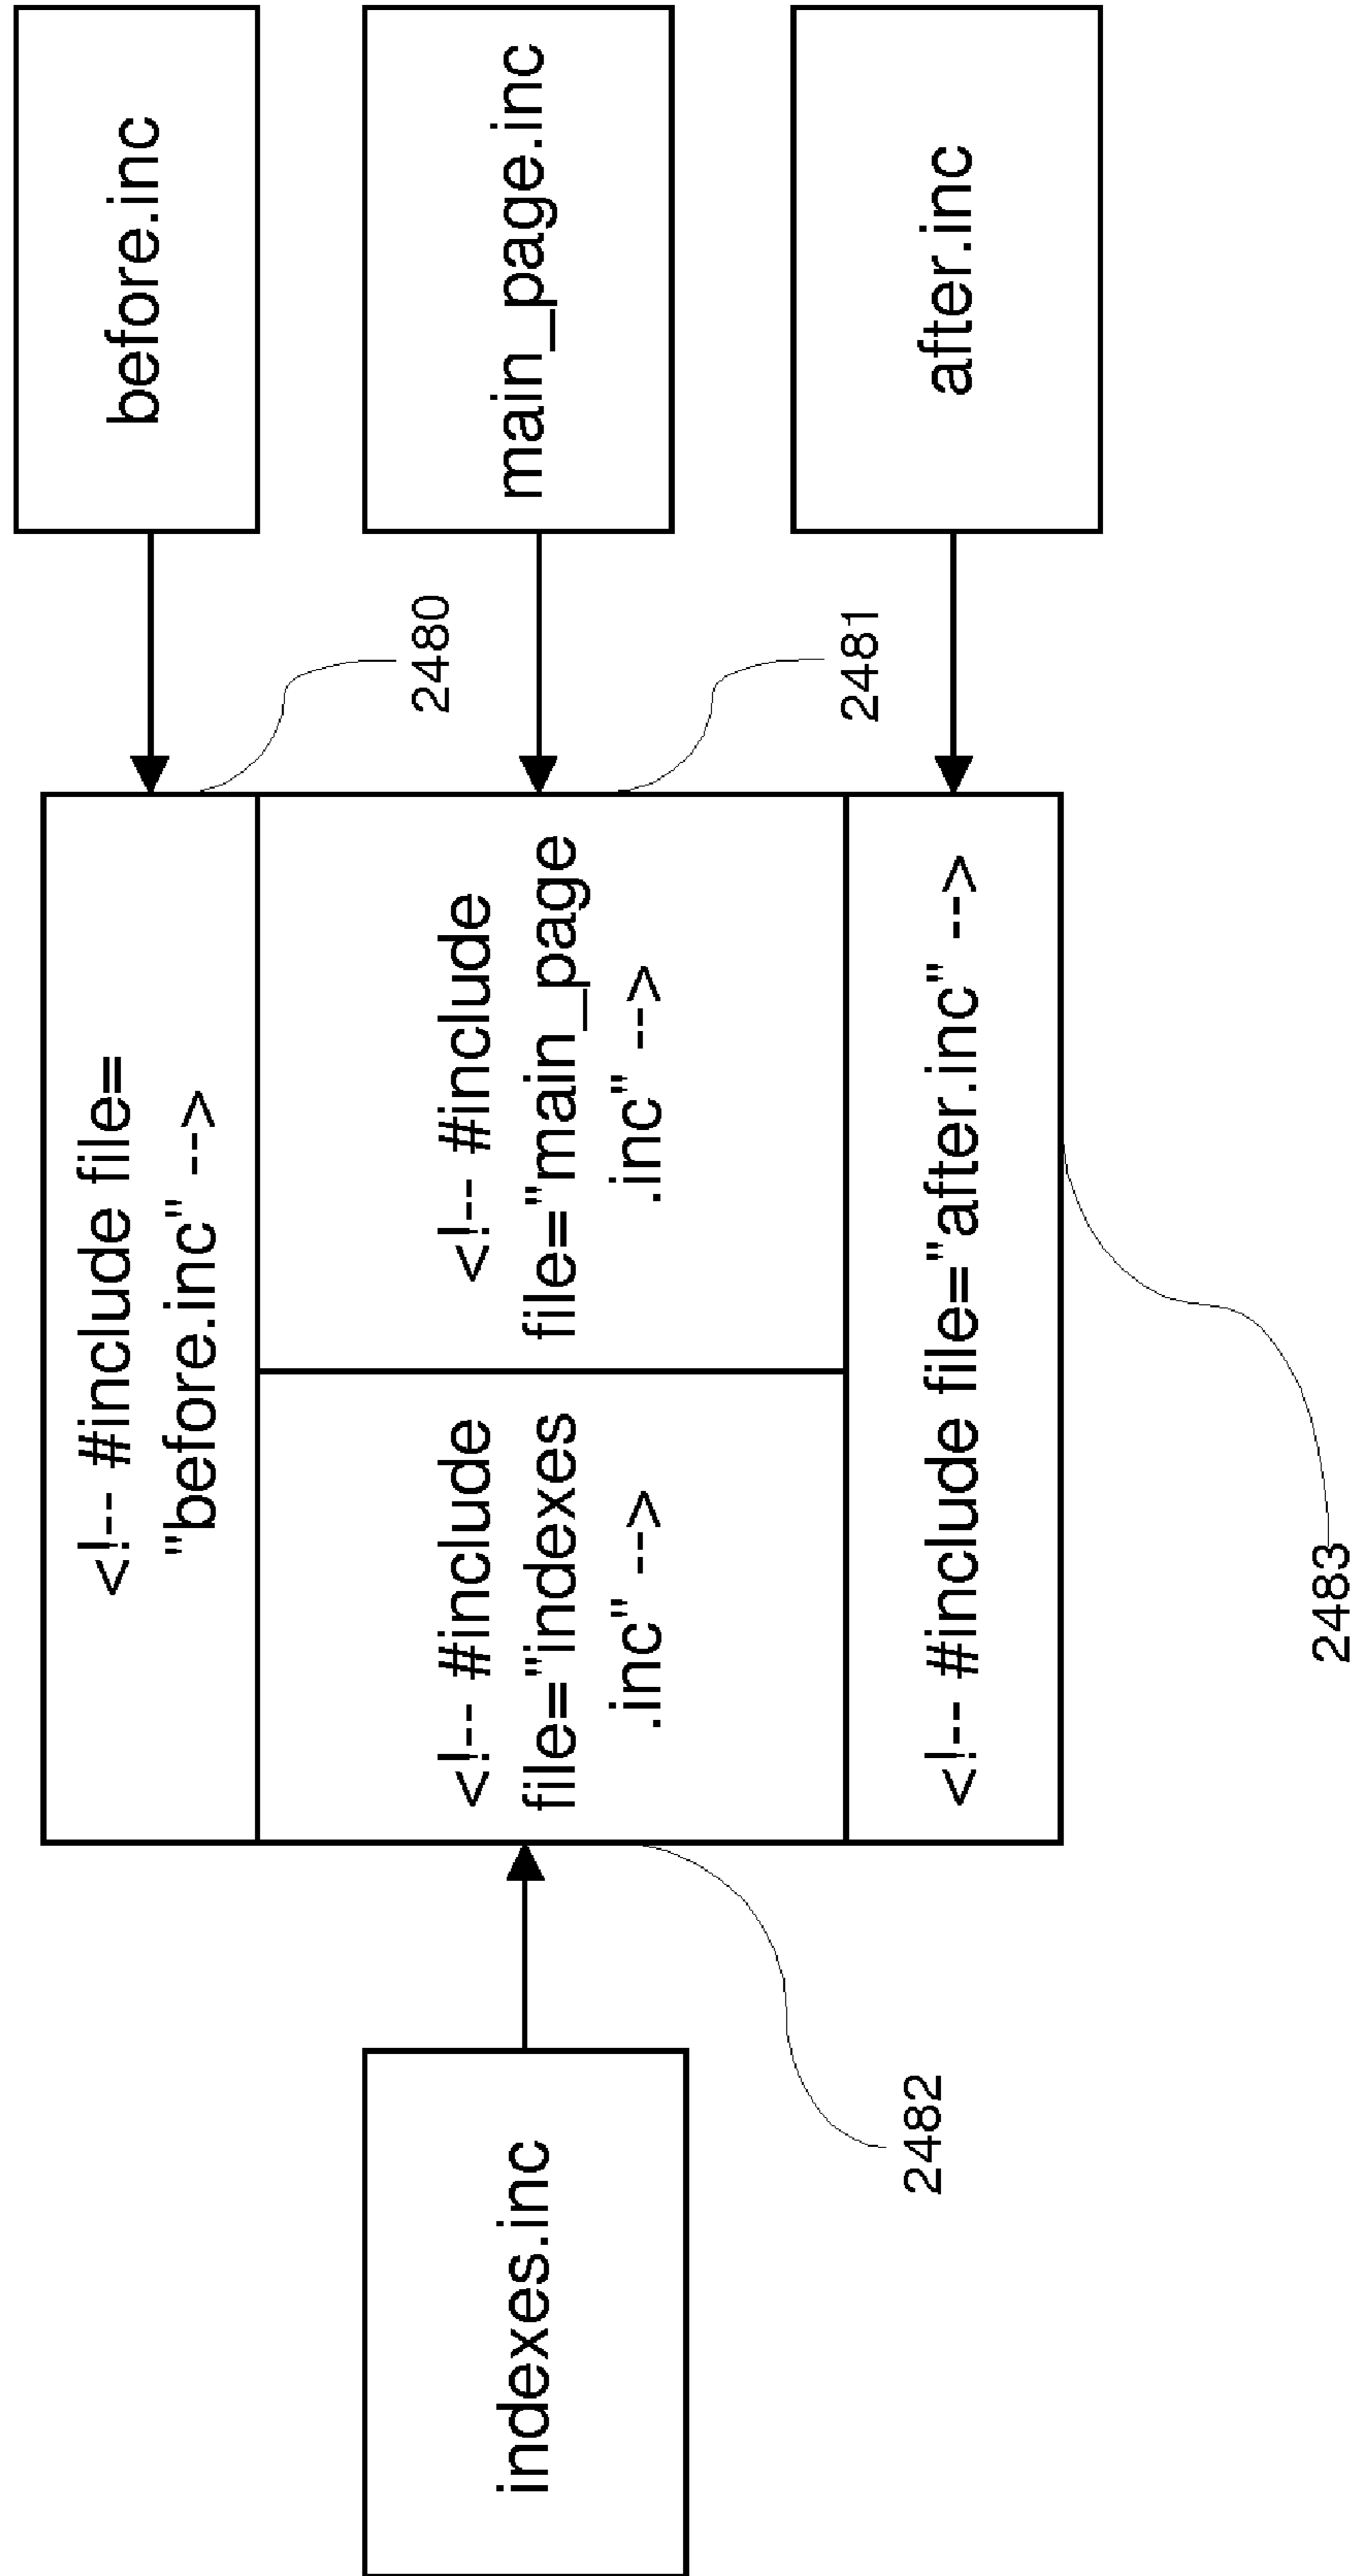 before.inc
<!-- #include file=
"before.inc" -->
2480
indexes.inc
<!-- #include
file="indexes
.inc" -->
<!-- #include
file="main_page
.inc" -->
main_page.inc
2481
2482
<!-- #include file="after.inc" -->
after.inc
2483